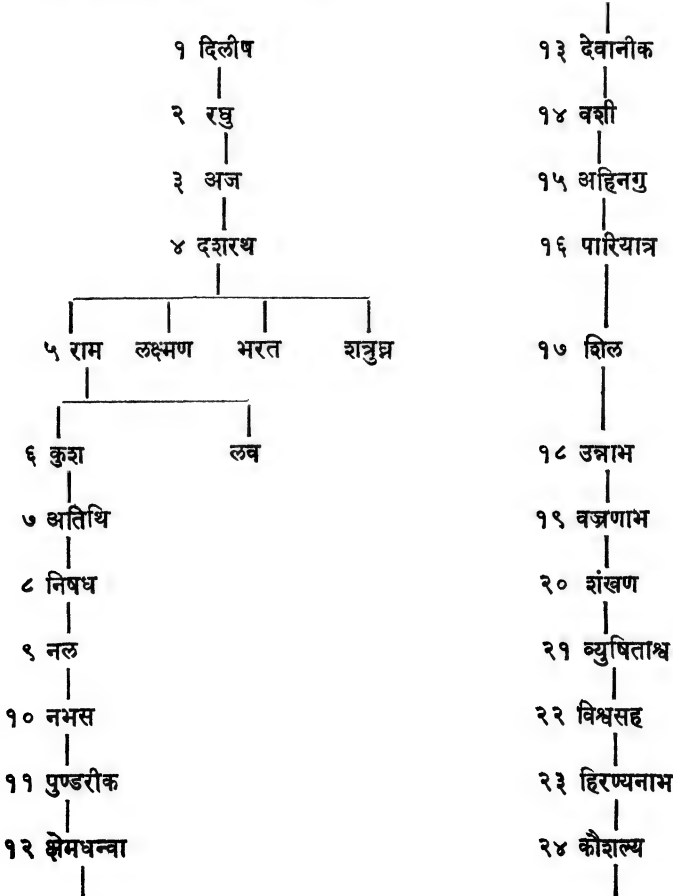 १ दिलीष
२ रघु
३ अज
४ दशरथ
५ राम लक्ष्मण भरत शत्रुघ्न
६ कुश लव
७ अतिथि
८ निषध
९ नल
१० नभस
११ पुण्डरीक
१२ क्षेमधन्वा
१३ देवानीक
१४ वशी
१५ अहिनगु
१६ पारियात्र
१७ शिल
१८ उन्नाभ
१९ वज्रणाभ
२० शंखण
२१ व्युषिताश्व
२२ विश्वसह
२३ हिरण्यनाभ
२४ कौशल्य